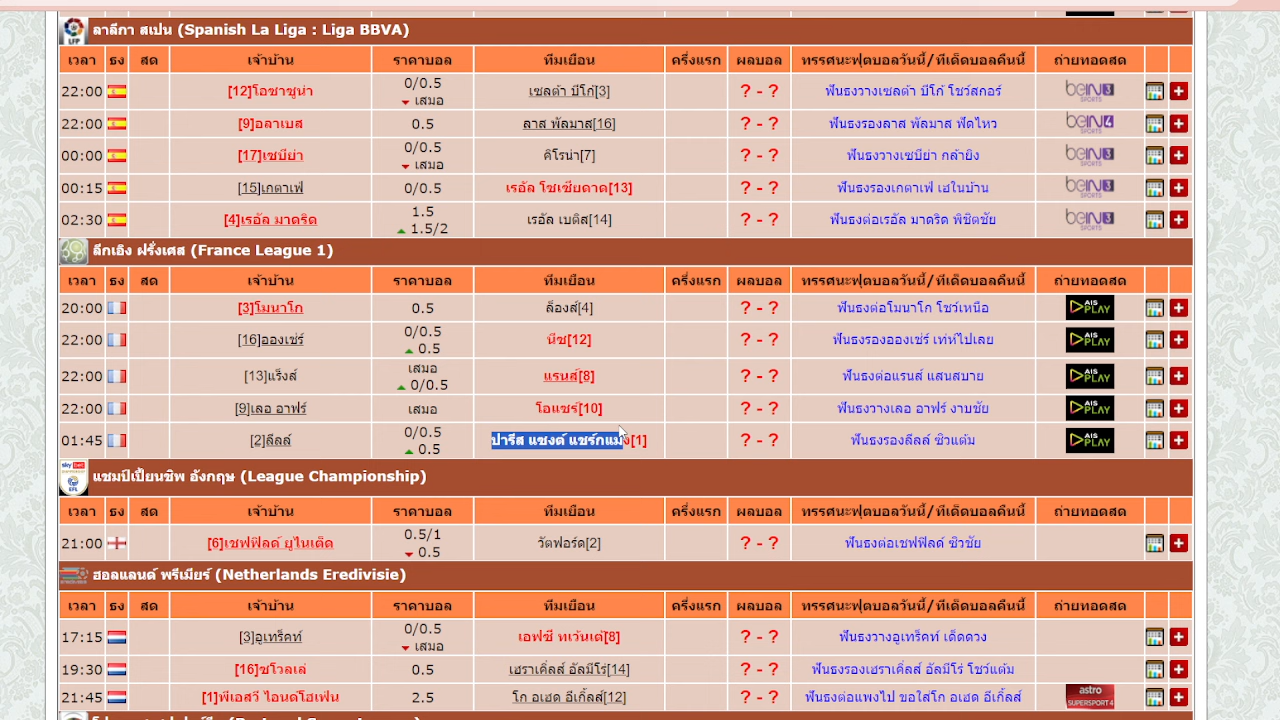 ลาลีกา สเปน (Spanish La Liga : Liga BBVA)
เวลา ธง สด เจ้าบ้าน ราคาบอล ทีมเยือน ครึ่งแรก ผลบอล ทรรศนะฟุตบอลวันนี้/ทีเด็ดบอลคืนนี้ ถ่ายทอดสด
22:00 [12]โอซาซูน่า 0/0.5 เสมอ เซลต้า บีโก้[3] ? - ? ฟันธงวางเซลต้า บีโก้ โชว์สกอร์ beIN SPORTS 3
22:00 [9]อลาเบส 0.5 ลาส พัลมาส[16] ? - ? ฟันธงรองลาส พัลมาส ฟัดไหว beIN SPORTS 4
00:00 [17]เซบีย่า 0/0.5 เสมอ คิโรน่า[7] ? - ? ฟันธงวางเซบีย่า กล้ายิง beIN SPORTS 3
00:15 [15]เกตาเฟ่ 0/0.5 เรอัล โซเซียดาด[13] ? - ? ฟันธงรองเกตาเฟ่ เฮในบ้าน beIN SPORTS 3
02:30 [4]เรอัล มาดริด 1.5 1.5/2 เรอัล เบติส[14] ? - ? ฟันธงต่อเรอัล มาดริด พิชิตชัย beIN SPORTS 3
ลีกเอิง ฝรั่งเศส (France League 1)
เวลา ธง สด เจ้าบ้าน ราคาบอล ทีมเยือน ครึ่งแรก ผลบอล ทรรศนะฟุตบอลวันนี้/ทีเด็ดบอลคืนนี้ ถ่ายทอดสด
20:00 [3]โมนาโก 0.5 ล็องส์[4] ? - ? ฟันธงต่อโมนาโก โชว์เหนือ AIS PLAY
22:00 [16]อองเช่ร์ 0/0.5 0.5 นีซ[12] ? - ? ฟันธงรองอองเช่ร์ เท่ห์ไปเลย AIS PLAY
22:00 [13]แร็งส์ เสมอ 0/0.5 แรนส์[8] ? - ? ฟันธงต่อแรนส์ แสนสบาย AIS PLAY
22:00 [9]เลอ อาฟร์ เสมอ โอแซร์[10] ? - ? ฟันธงวางเลอ อาฟร์ งาบชัย AIS PLAY
01:45 [2]ลีลล์ 0/0.5 0.5 ปารีส แซงต์ แชร์กแมง[1] ? - ? ฟันธงรองลีลล์ ซิวแต้ม AIS PLAY
sky bet EFL แชมป์เปี้ยนชิพ อังกฤษ (League Championship)
เวลา ธง สด เจ้าบ้าน ราคาบอล ทีมเยือน ครึ่งแรก ผลบอล ทรรศนะฟุตบอลวันนี้/ทีเด็ดบอลคืนนี้ ถ่ายทอดสด
21:00 [6]เชฟฟิลด์ ยูไนเต็ด 0.5/1 0.5 วัตฟอร์ด[2] ? - ? ฟันธงต่อเชฟฟิลด์ ซิวชัย
ฮอลแลนด์ พรีเมียร์ (Netherlands Eredivisie)
เวลา ธง สด เจ้าบ้าน ราคาบอล ทีมเยือน ครึ่งแรก ผลบอล ทรรศนะฟุตบอลวันนี้/ทีเด็ดบอลคืนนี้ ถ่ายทอดสด
17:15 [3]อูเทร็คท์ 0/0.5 เสมอ เอฟซี ทเว้นเต้[8] ? - ? ฟันธงวางอูเทร็คท์ เด็ดดวง
19:30 [16]ซโวลเล่ 0.5 เฮราเคิ่ลส์ อัลมีโร่[14] ? - ? ฟันธงรองเฮราเคิ่ลส์ อัลมีโร่ โชว์แต้ม
21:45 [1]พีเอสวี ไอนด์โฮเฟ่น 2.5 โก อเฮด อีเกิ้ลส์[12] ? - ? ฟันธงต่อแพงไป ขอใส่โก อเฮด อีเกิ้ลส์ astro SUPERSPORT 4